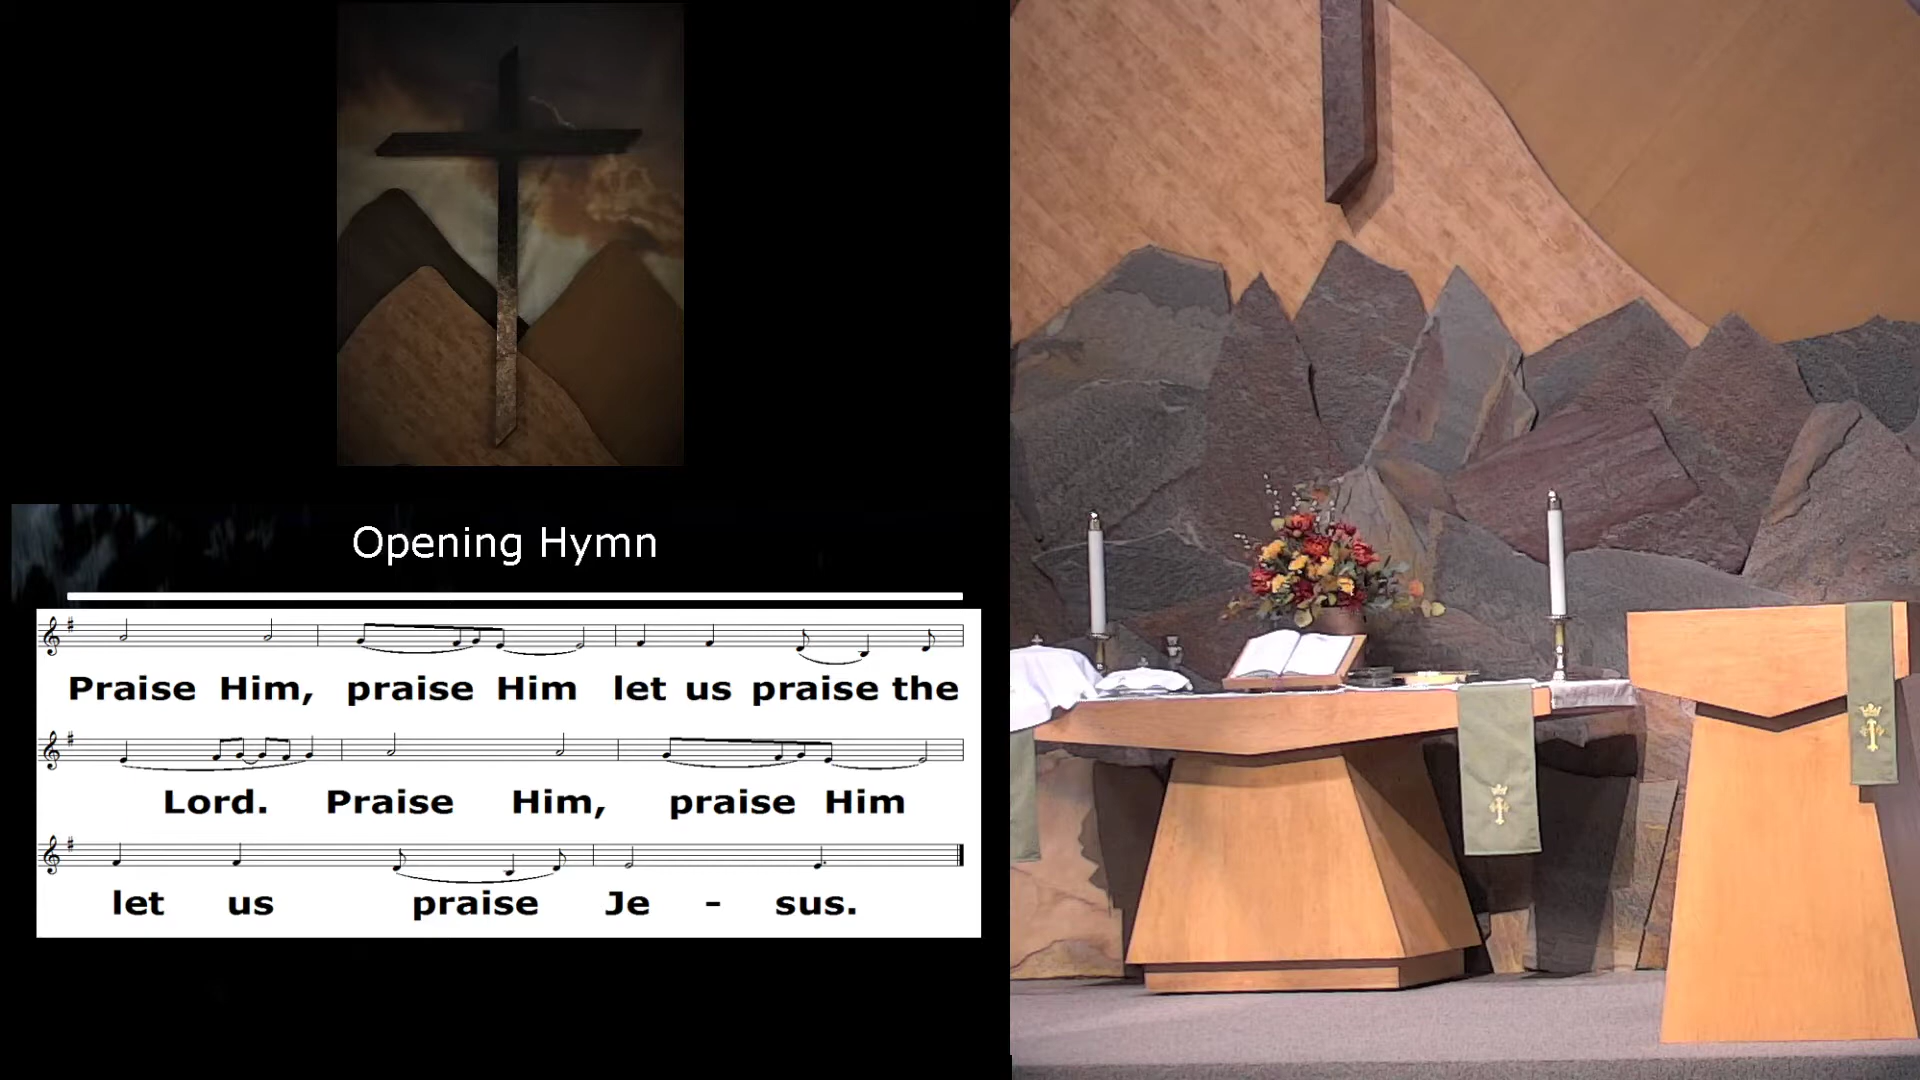 Opening Hymn
Praise Him, praise Him let us praise the
Lord. Praise Him, praise Him
let us praise Je - sus.